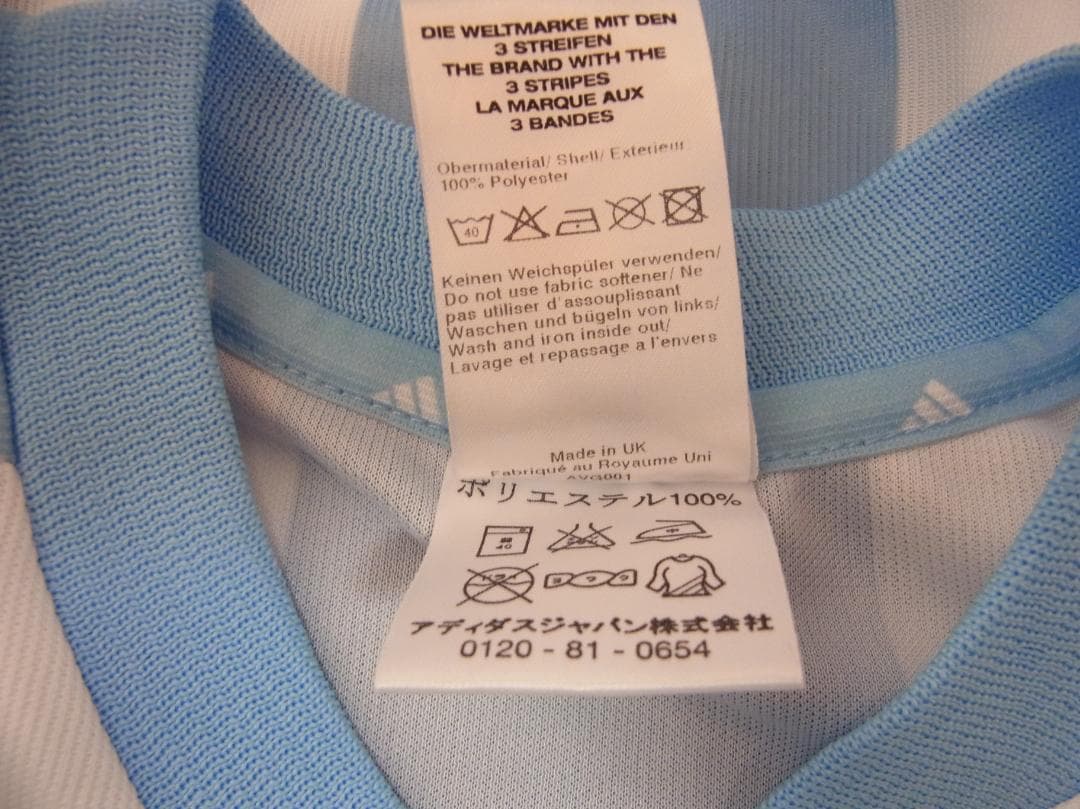 DIE WELTMARKE MIT DEN
3 STREIFEN
THE BRAND WITH THE
3 STRIPES
LA MARQUE AUX
3 BANDES
Obermaterial/ Shell/ Exterieur
100% Polyester
40
Keinen Weichspüler verwenden/
Do not use fabric softener/ Ne
pas utiliser d'assouplissant
Waschen und bügeln von links/
Wash and iron inside out/
Lavage et repassage a l'envers
Made in UK
Fabriqué au Royaume Uni
ポリエステル100%
40
アディダスジャパン株式会社
0120-81-0654